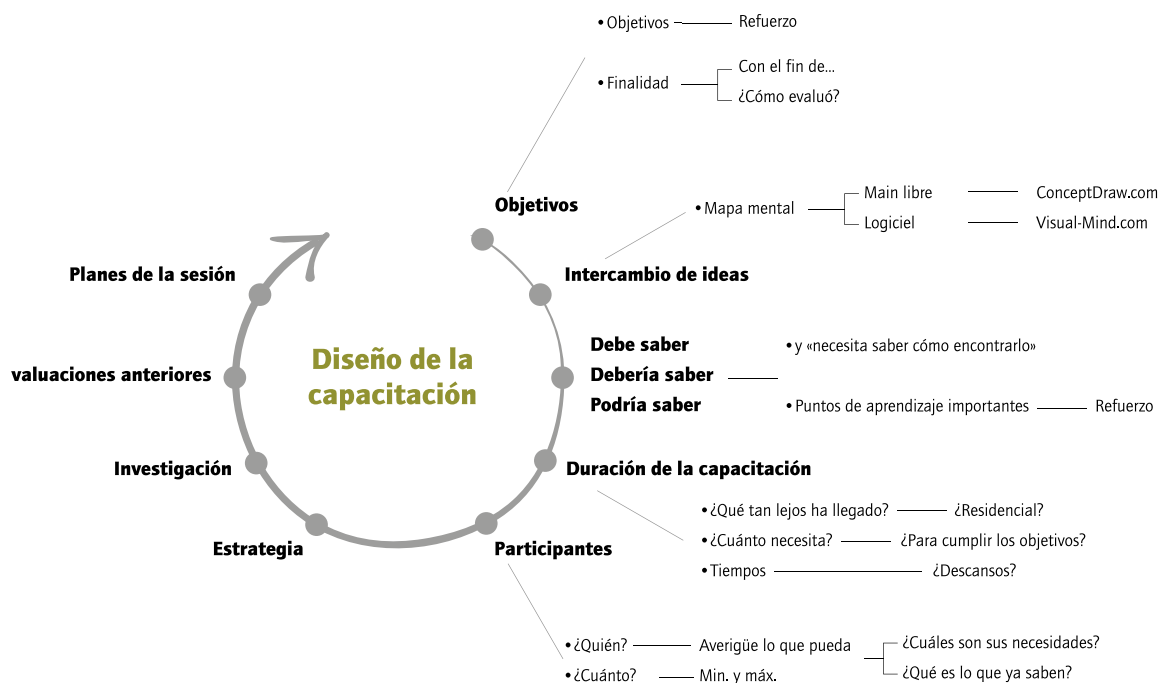 • Objetivos Refuerzo
• Finalidad Con el fin de...
¿Cómo evaluó?
Objetivos
• Mapa mental Main libre ConceptDraw.com
Logiciel Visual-Mind.com
Intercambio de ideas
Planes de la sesión
Debe saber • y «necesita saber cómo encontrarlo»
Debería saber
Podría saber • Puntos de aprendizaje importantes Refuerzo
Diseño de la
capacitación
valuaciones anteriores
Investigación
Duración de la capacitación
• ¿Qué tan lejos ha llegado? ¿Residencial?
• ¿Cuánto necesita? ¿Para cumplir los objetivos?
• Tiempos ¿Descansos?
Estrategia
Participantes
• ¿Quién? Averigüe lo que pueda ¿Cuáles son sus necesidades?
¿Qué es lo que ya saben?
• ¿Cuánto? Min. y máx.